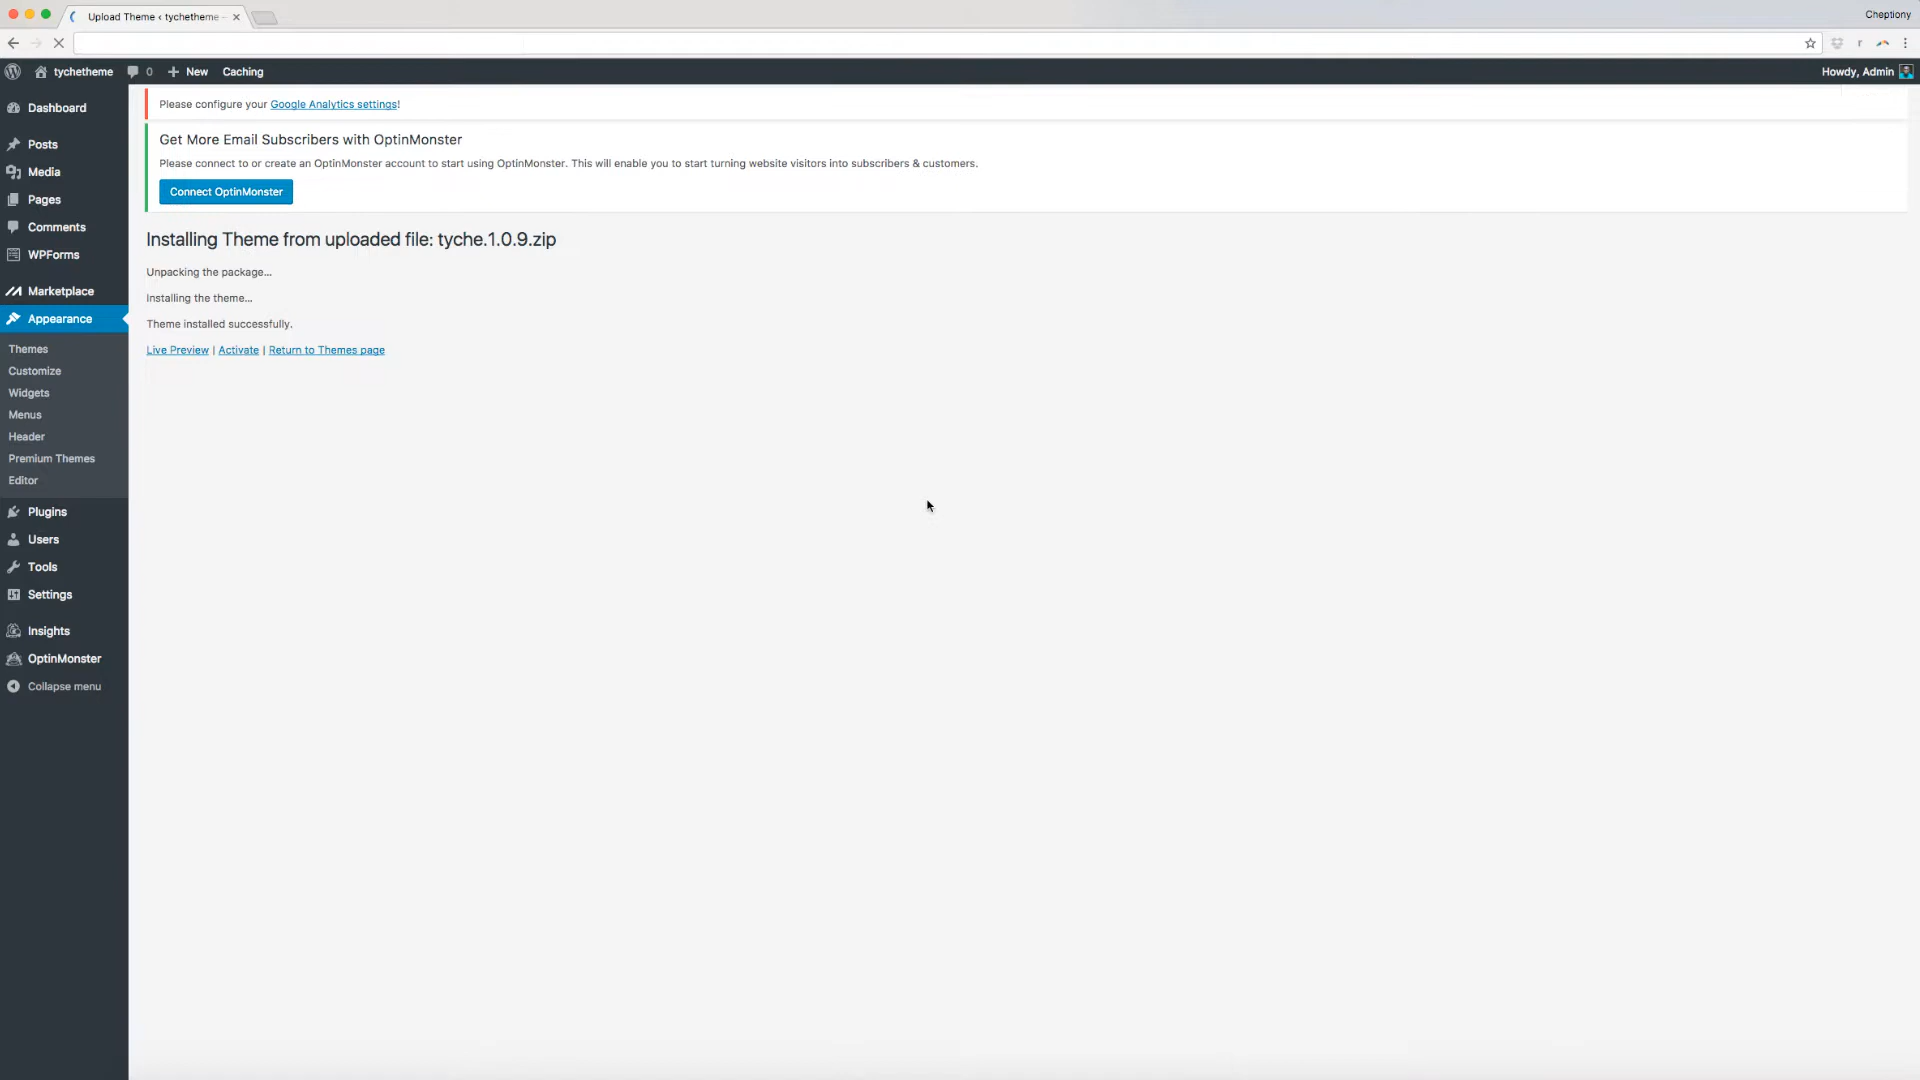 Upload Theme ‹ tychetheme -
Cheptiony
tychetheme
0
New
Caching
Howdy, Admin
Dashboard
Posts
Media
Pages
Comments
WPForms
Marketplace
Appearance
Themes
Customize
Widgets
Menus
Header
Premium Themes
Editor
Plugins
Users
Tools
Settings
Insights
OptinMonster
Collapse menu
Please configure your Google Analytics settings!
Get More Email Subscribers with OptinMonster
Please connect to or create an OptinMonster account to start using OptinMonster. This will enable you to start turning website visitors into subscribers & customers.
Connect OptinMonster
Installing Theme from uploaded file: tyche.1.0.9.zip
Unpacking the package…
Installing the theme…
Theme installed successfully.
Live Preview | Activate | Return to Themes page